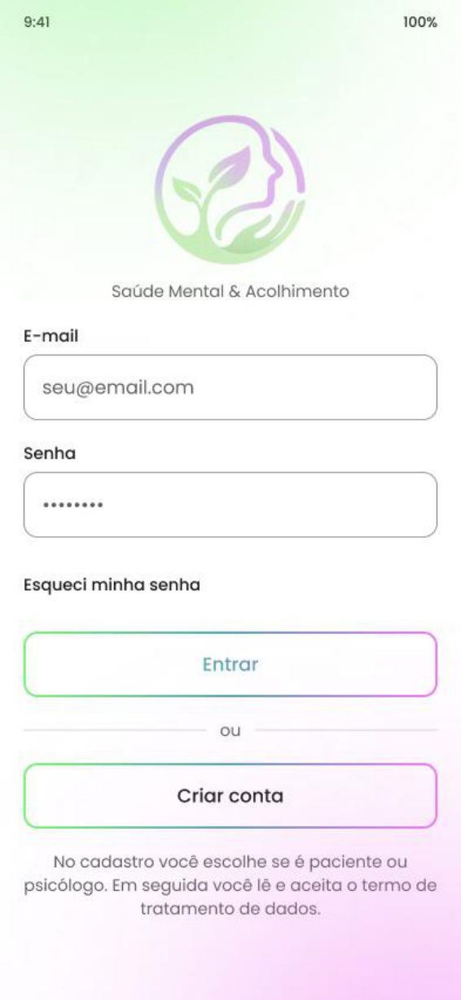 9:41 100%
Saúde Mental & Acolhimento
E-mail
seu@email.com
Senha
••••••••
Esqueci minha senha
Entrar
ou
Criar conta
No cadastro você escolhe se é paciente ou
psicólogo. Em seguida você lê e aceita o termo de
tratamento de dados.